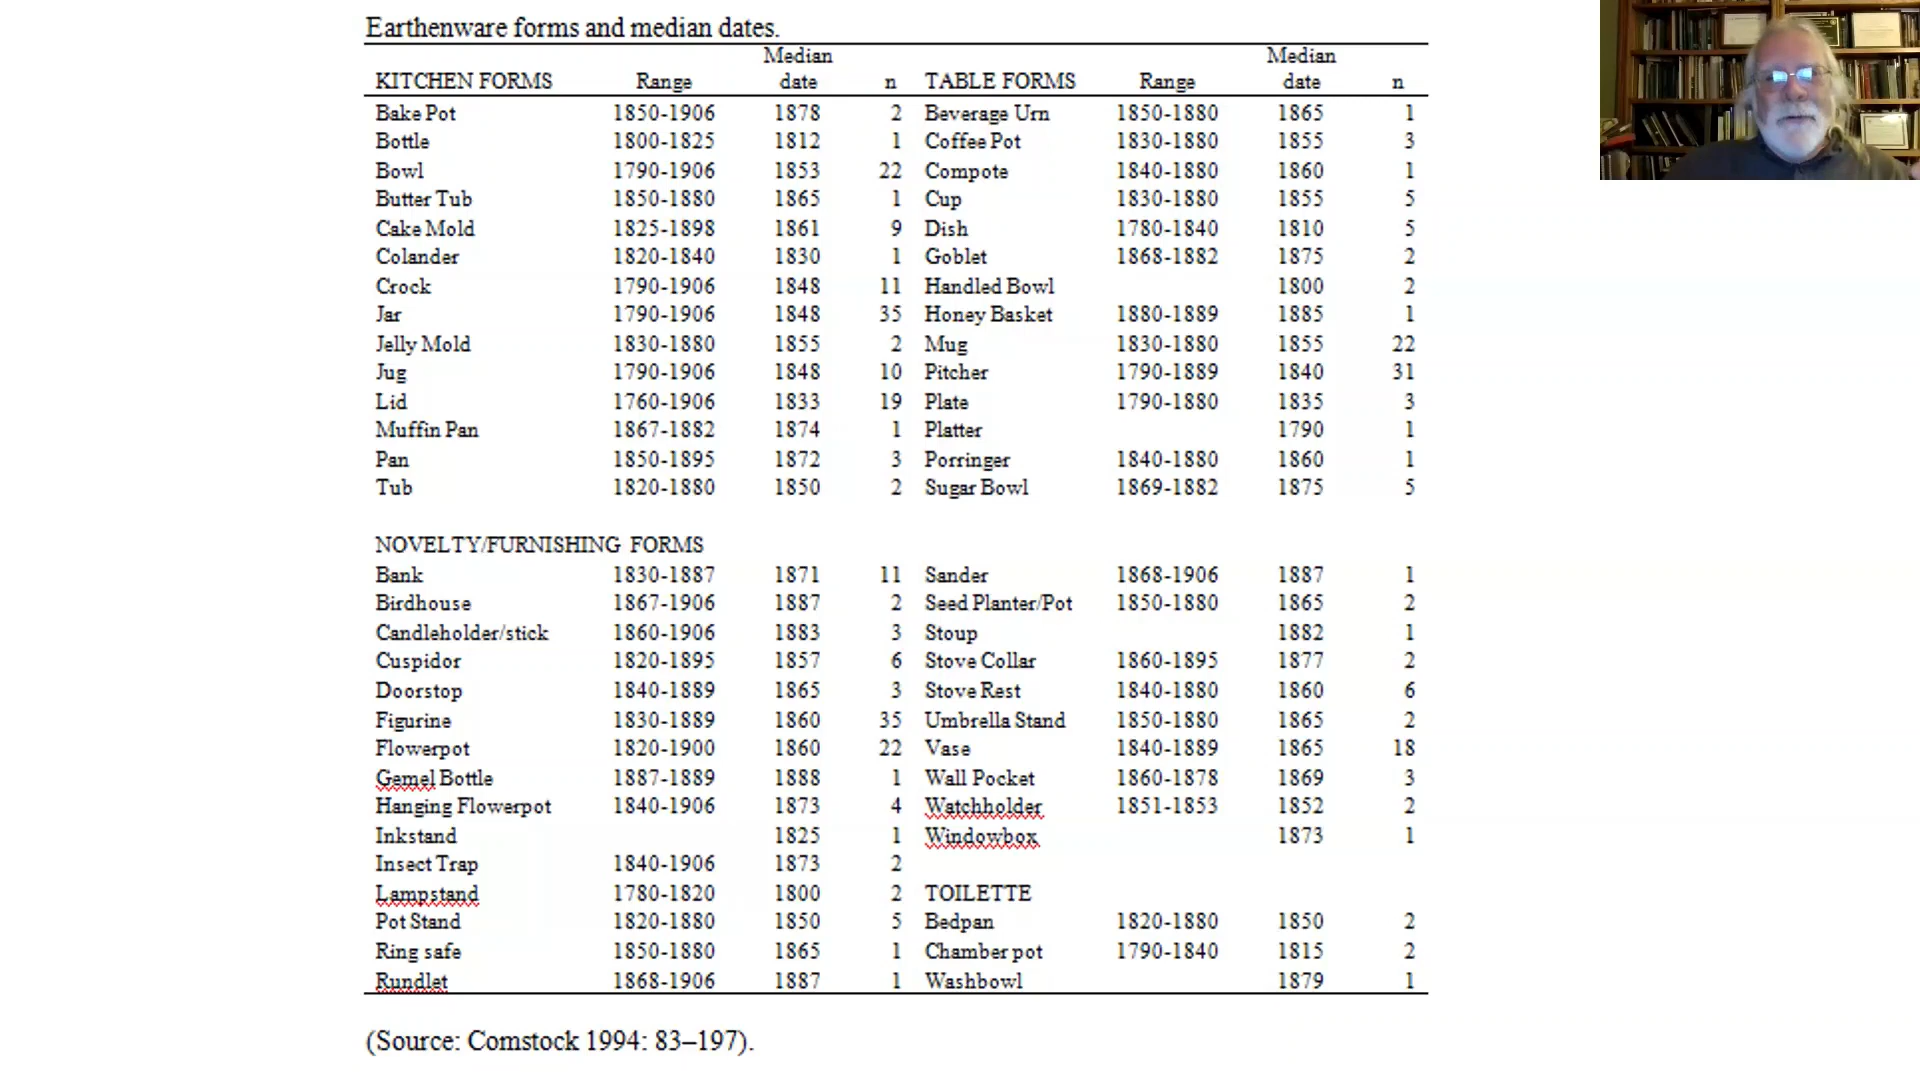 Earthenware forms and median dates.
Median Median
KITCHEN FORMS Range date n TABLE FORMS Range date n
Bake Pot 1850-1906 1878 2 Beverage Urn 1850-1880 1865 1
Bottle 1800-1825 1812 1 Coffee Pot 1830-1880 1855 3
Bowl 1790-1906 1853 22 Compote 1840-1880 1860 1
Butter Tub 1850-1880 1865 1 Cup 1830-1880 1855 5
Cake Mold 1825-1898 1861 9 Dish 1780-1840 1810 5
Colander 1820-1840 1830 1 Goblet 1868-1882 1875 2
Crock 1790-1906 1848 11 Handled Bowl 1800 2
Jar 1790-1906 1848 35 Honey Basket 1880-1889 1885 1
Jelly Mold 1830-1880 1855 2 Mug 1830-1880 1855 22
Jug 1790-1906 1848 10 Pitcher 1790-1889 1840 31
Lid 1760-1906 1833 19 Plate 1790-1880 1835 3
Muffin Pan 1867-1882 1874 1 Platter 1790 1
Pan 1850-1895 1872 3 Porringer 1840-1880 1860 1
Tub 1820-1880 1850 2 Sugar Bowl 1869-1882 1875 5
NOVELTY/FURNISHING FORMS
Bank 1830-1887 1871 11 Sander 1868-1906 1887 1
Birdhouse 1867-1906 1887 2 Seed Planter/Pot 1850-1880 1865 2
Candleholder/stick 1860-1906 1883 3 Stoup 1882 1
Cuspidor 1820-1895 1857 6 Stove Collar 1860-1895 1877 2
Doorstop 1840-1889 1865 3 Stove Rest 1840-1880 1860 6
Figurine 1830-1889 1860 35 Umbrella Stand 1850-1880 1865 2
Flowerpot 1820-1900 1860 22 Vase 1840-1889 1865 18
Gemel Bottle 1887-1889 1888 1 Wall Pocket 1860-1878 1869 3
Hanging Flowerpot 1840-1906 1873 4 Watchholder 1851-1853 1852 2
Inkstand 1825 1 Windowbox 1873 1
Insect Trap 1840-1906 1873 2
Lampstand 1780-1820 1800 2 TOILETTE
Pot Stand 1820-1880 1850 5 Bedpan 1820-1880 1850 2
Ring safe 1850-1880 1865 1 Chamber pot 1790-1840 1815 2
Rundlet 1868-1906 1887 1 Washbowl 1879 1
(Source: Comstock 1994: 83–197).